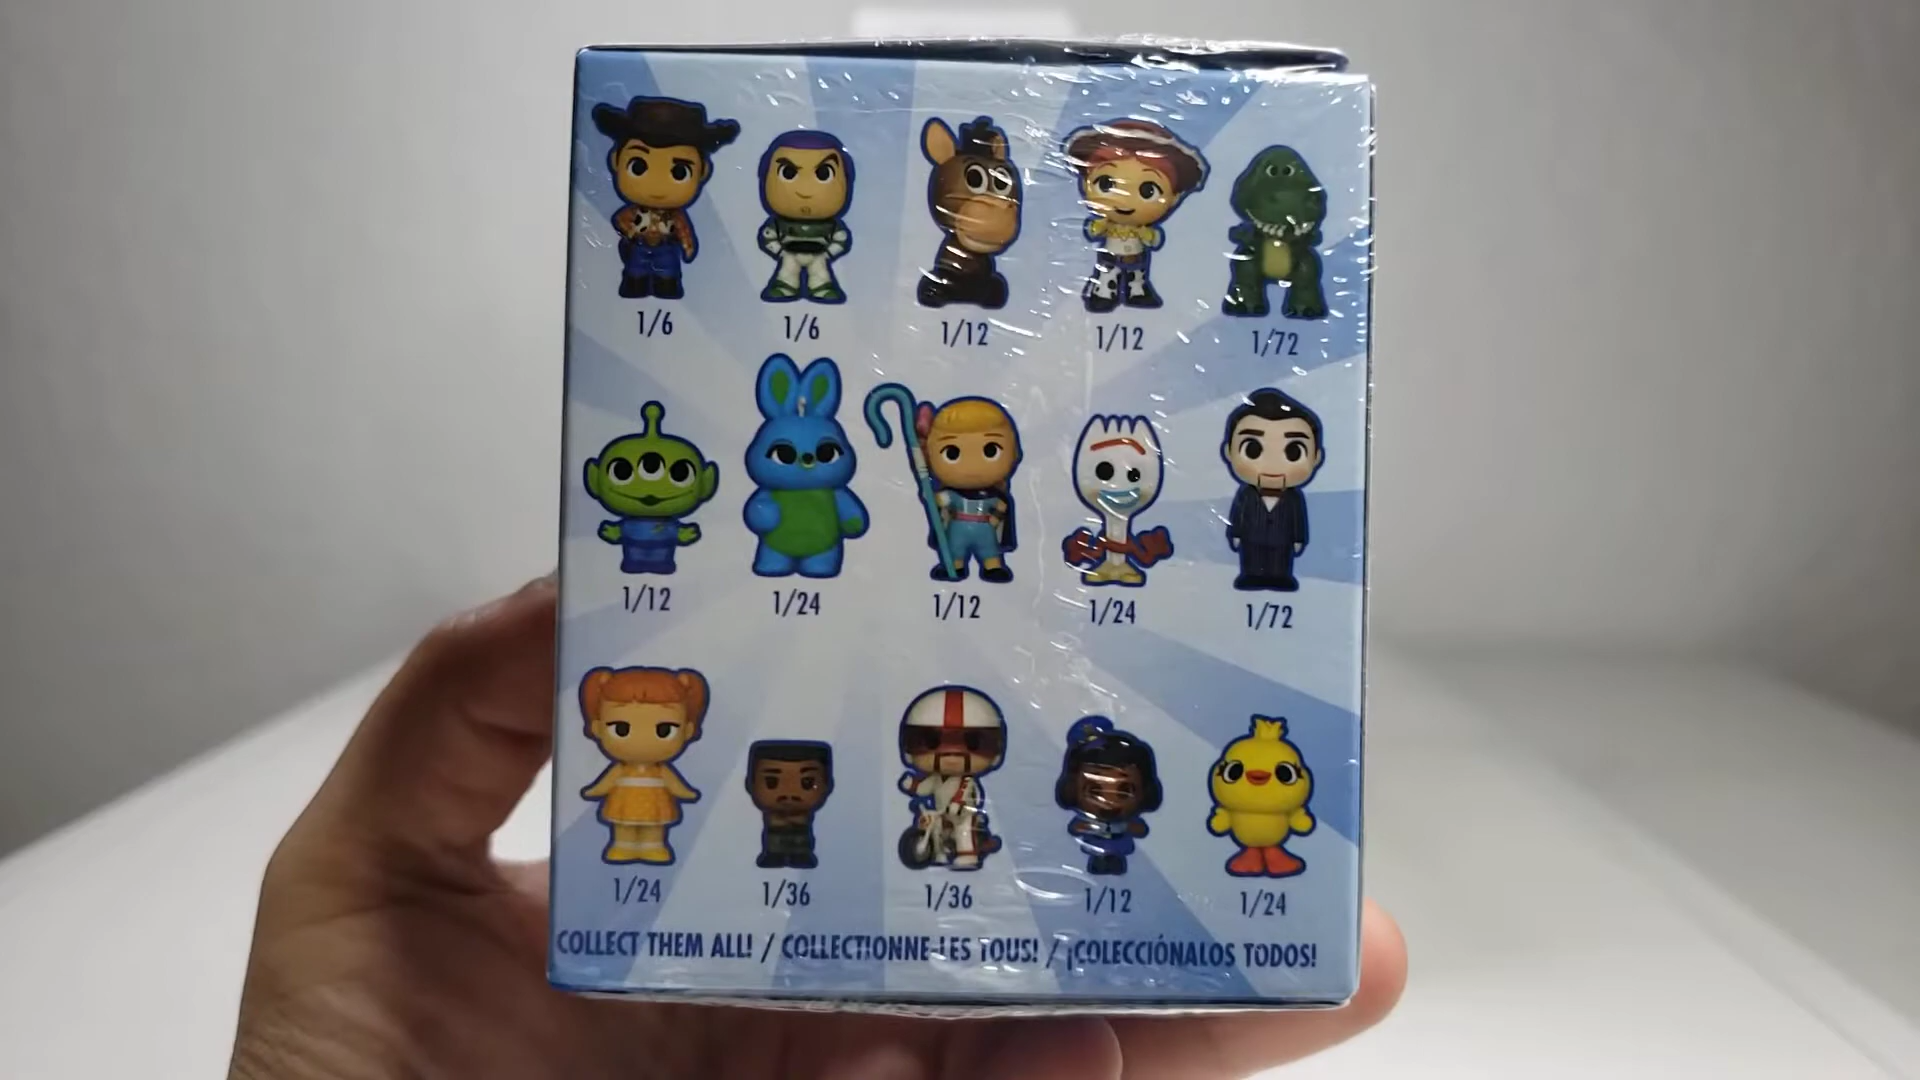 1/6 1/6 1/12 1/12 1/72
1/12 1/24 1/12 1/24 1/72
1/24 1/36 1/36 1/12 1/24
COLLECT THEM ALL! / COLLECTIONNE-LES TOUS! / ¡COLECCIÓNALOS TODOS!